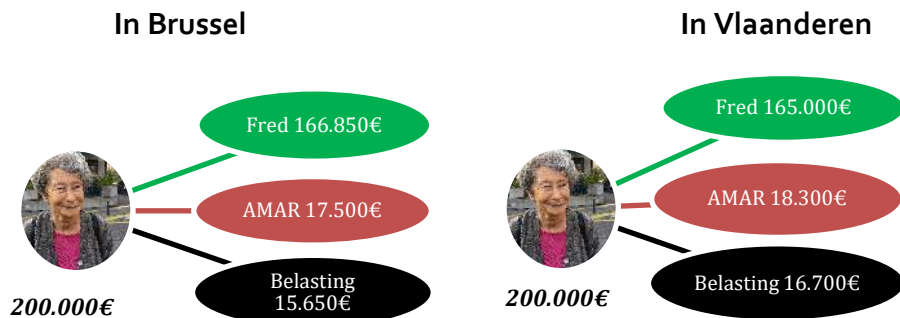 In Brussel
Fred 166.850€
AMAR 17.500€
Belasting
15.650€
200.000€
In Vlaanderen
Fred 165.000€
AMAR 18.300€
Belasting 16.700€
200.000€